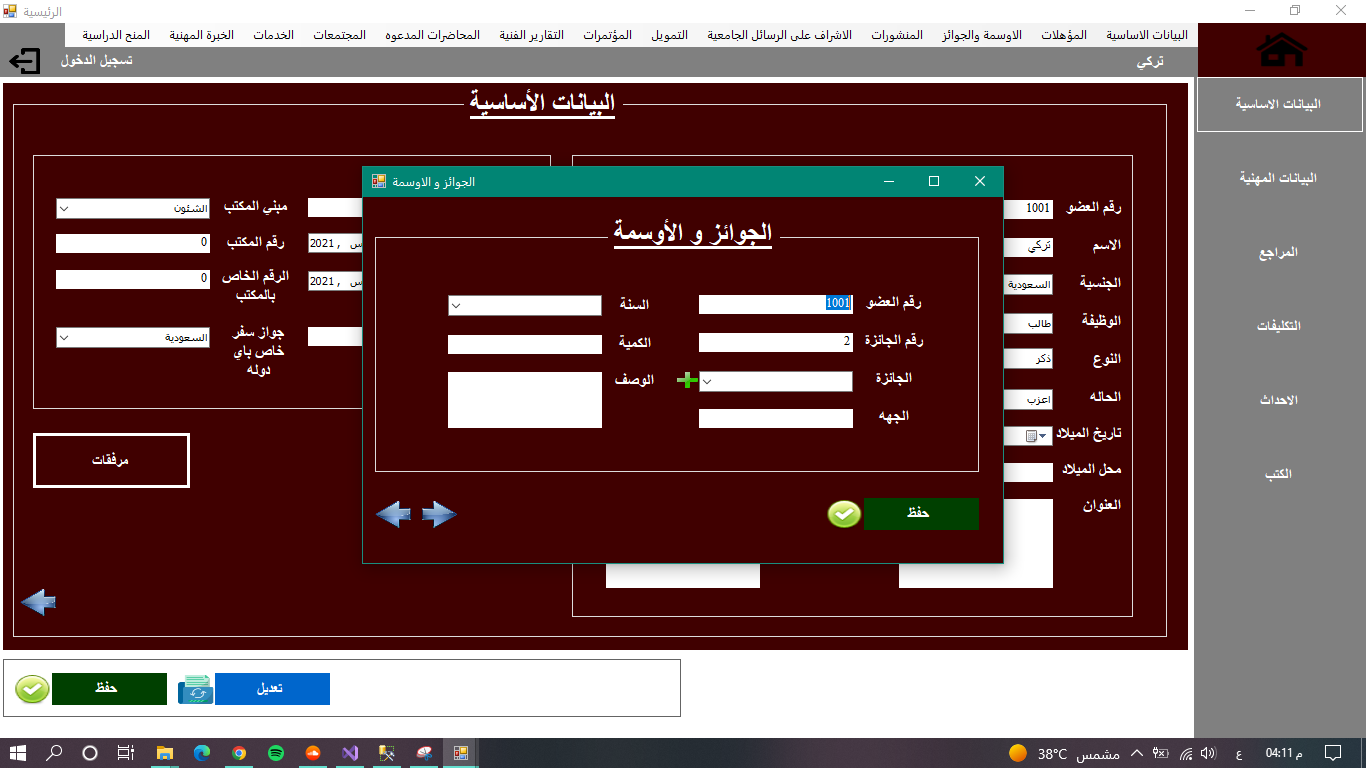 الرئيسية
البيانات الاساسية المؤهلات الاوسمة والجوائز المنشورات الاشراف على الرسائل الجامعية التمويل المؤتمرات التقارير الفنية المحاضرات المدعوه المجتمعات الخدمات الخبرة المهنية المنح الدراسية
تركي
تسجيل الدخول
البيانات الاساسية
البيانات المهنية
المراجع
التكليفات
الاحداث
الكتب
البيانات الأساسية
رقم العضو 1001
الاسم تركي
الجنسية السعودية
الوظيفة طالب
النوع ذكر
الحاله اعزب
تاريخ الميلاد
محل الميلاد
العنوان
س , 2021
س , 2021
مبني المكتب الشئون
رقم المكتب 0
الرقم الخاص بالمكتب 0
جواز سفر خاص باي دوله السعودية
مرفقات
الجوائز و الاوسمة
الجوائز و الأوسمة
رقم العضو 1001
رقم الجائزة 2
الجائزة
الجهه
السنة
الكمية
الوصف
حفظ
تعديل
حفظ
38°C مشمس
ع
04:11 م